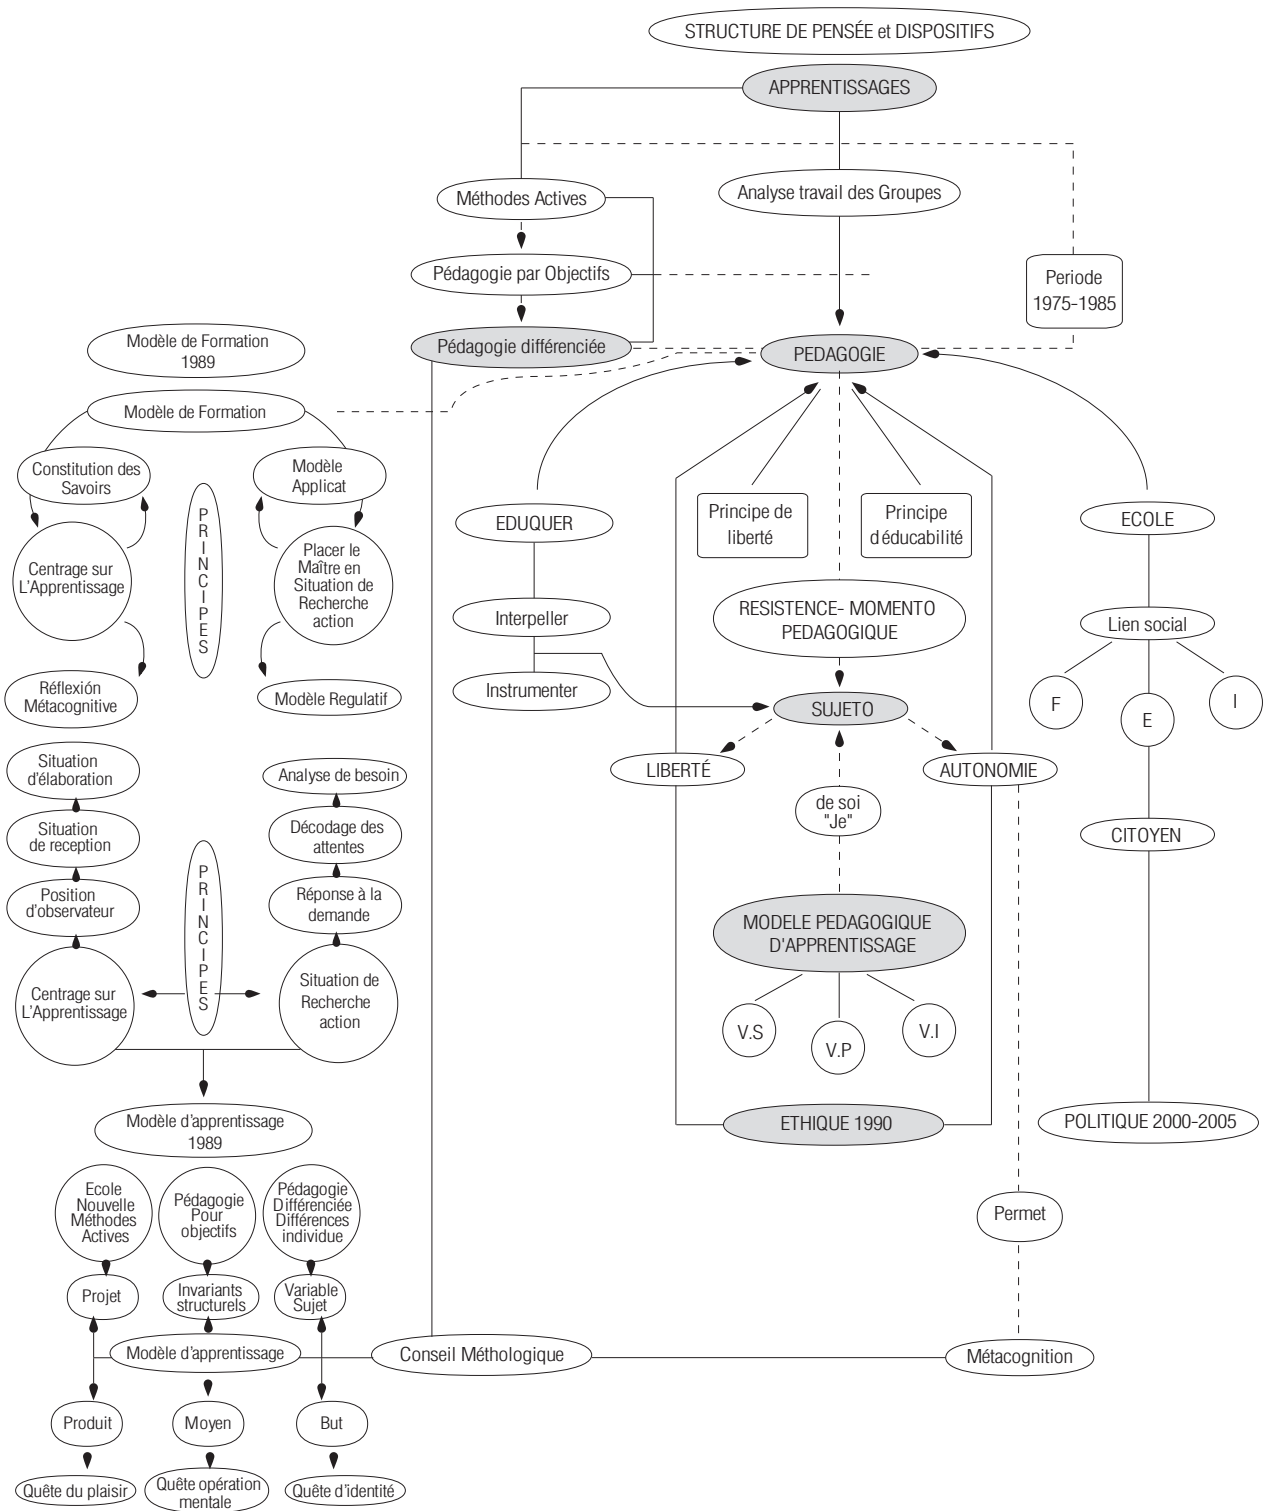 STRUCTURE DE PENSÉE et DISPOSITIFS
APPRENTISSAGES
Méthodes Actives
Analyse travail des Groupes
Pédagogie par Objectifs
Periode
1975-1985
Pédagogie différenciée
PEDAGOGIE
Modèle de Formation
1989
Modèle de Formation
Constitution des
Savoirs
Modèle
Applicat
PRINCIPES
Centrage sur
L'Apprentissage
Placer le
Maître en
Situation de
Recherche
action
Réflexión
Métacognitive
Modèle Regulatif
EDUQUER
Interpeller
Instrumenter
Principe de
liberté
Principe
d éducabilité
RESISTENCE- MOMENTO
PEDAGOGIQUE
SUJETO
LIBERTÉ
AUTONOMIE
de soi
"Je"
MODELE PEDAGOGIQUE
D'APPRENTISSAGE
V.S
V.P
V.I
ETHIQUE 1990
ECOLE
Lien social
F
E
I
CITOYEN
POLITIQUE 2000-2005
Situation
d'élaboration
Situation
de reception
Position
d'observateur
Centrage sur
L'Apprentissage
PRINCIPES
Analyse de besoin
Décodage des
attentes
Réponse à la
demande
Situation de
Recherche
action
Modèle d'apprentissage
1989
Ecole
Nouvelle
Méthodes
Actives
Pédagogie
Pour
objectifs
Pédagogie
Différenciée
Différences
individue
Projet
Invariants
structurels
Variable
Sujet
Modèle d'apprentissage
Conseil Méthologique
Permet
Métacognition
Produit
Moyen
But
Quête du plaisir
Quête opération
mentale
Quête d'identité